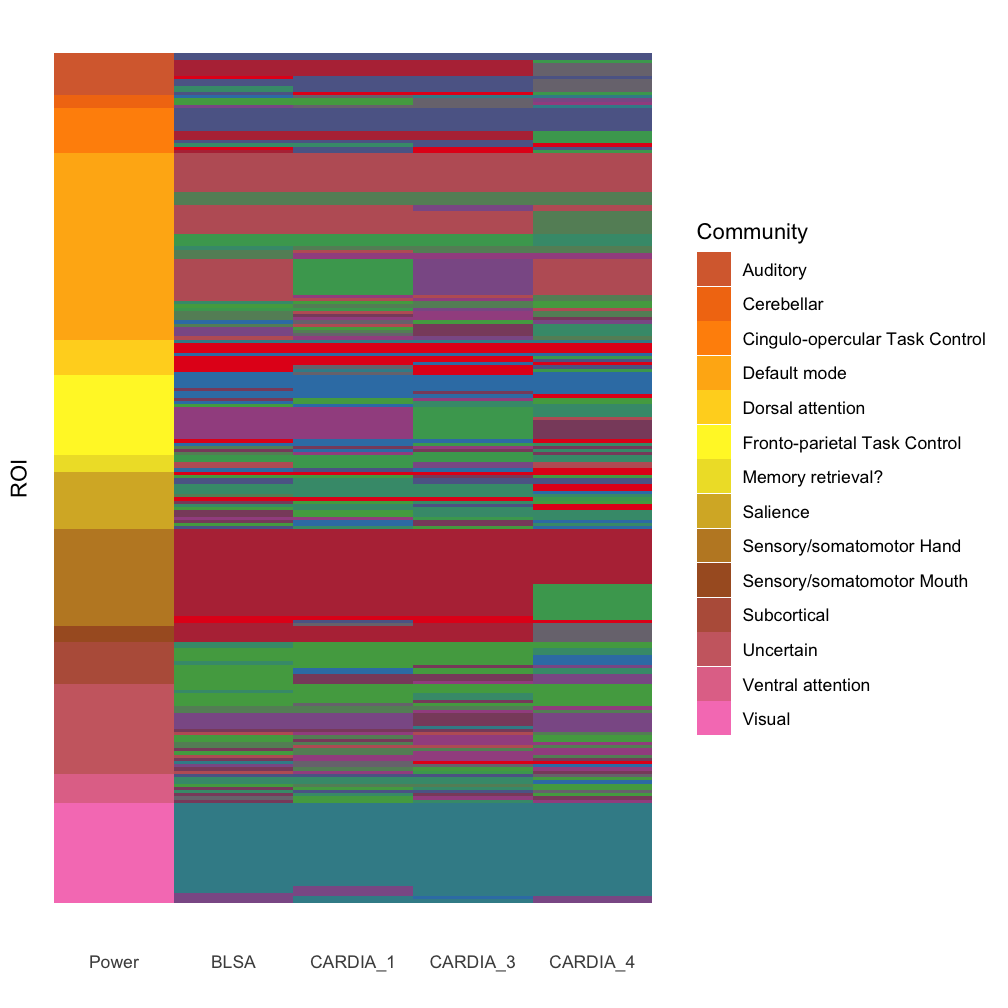 Community
Auditory
Cerebellar
Cingulo-opercular Task Control
Default mode
Dorsal attention
Fronto-parietal Task Control
Memory retrieval?
Salience
Sensory/somatomotor Hand
Sensory/somatomotor Mouth
Subcortical
Uncertain
Ventral attention
Visual
ROI
Power BLSA CARDIA_1 CARDIA_3 CARDIA_4